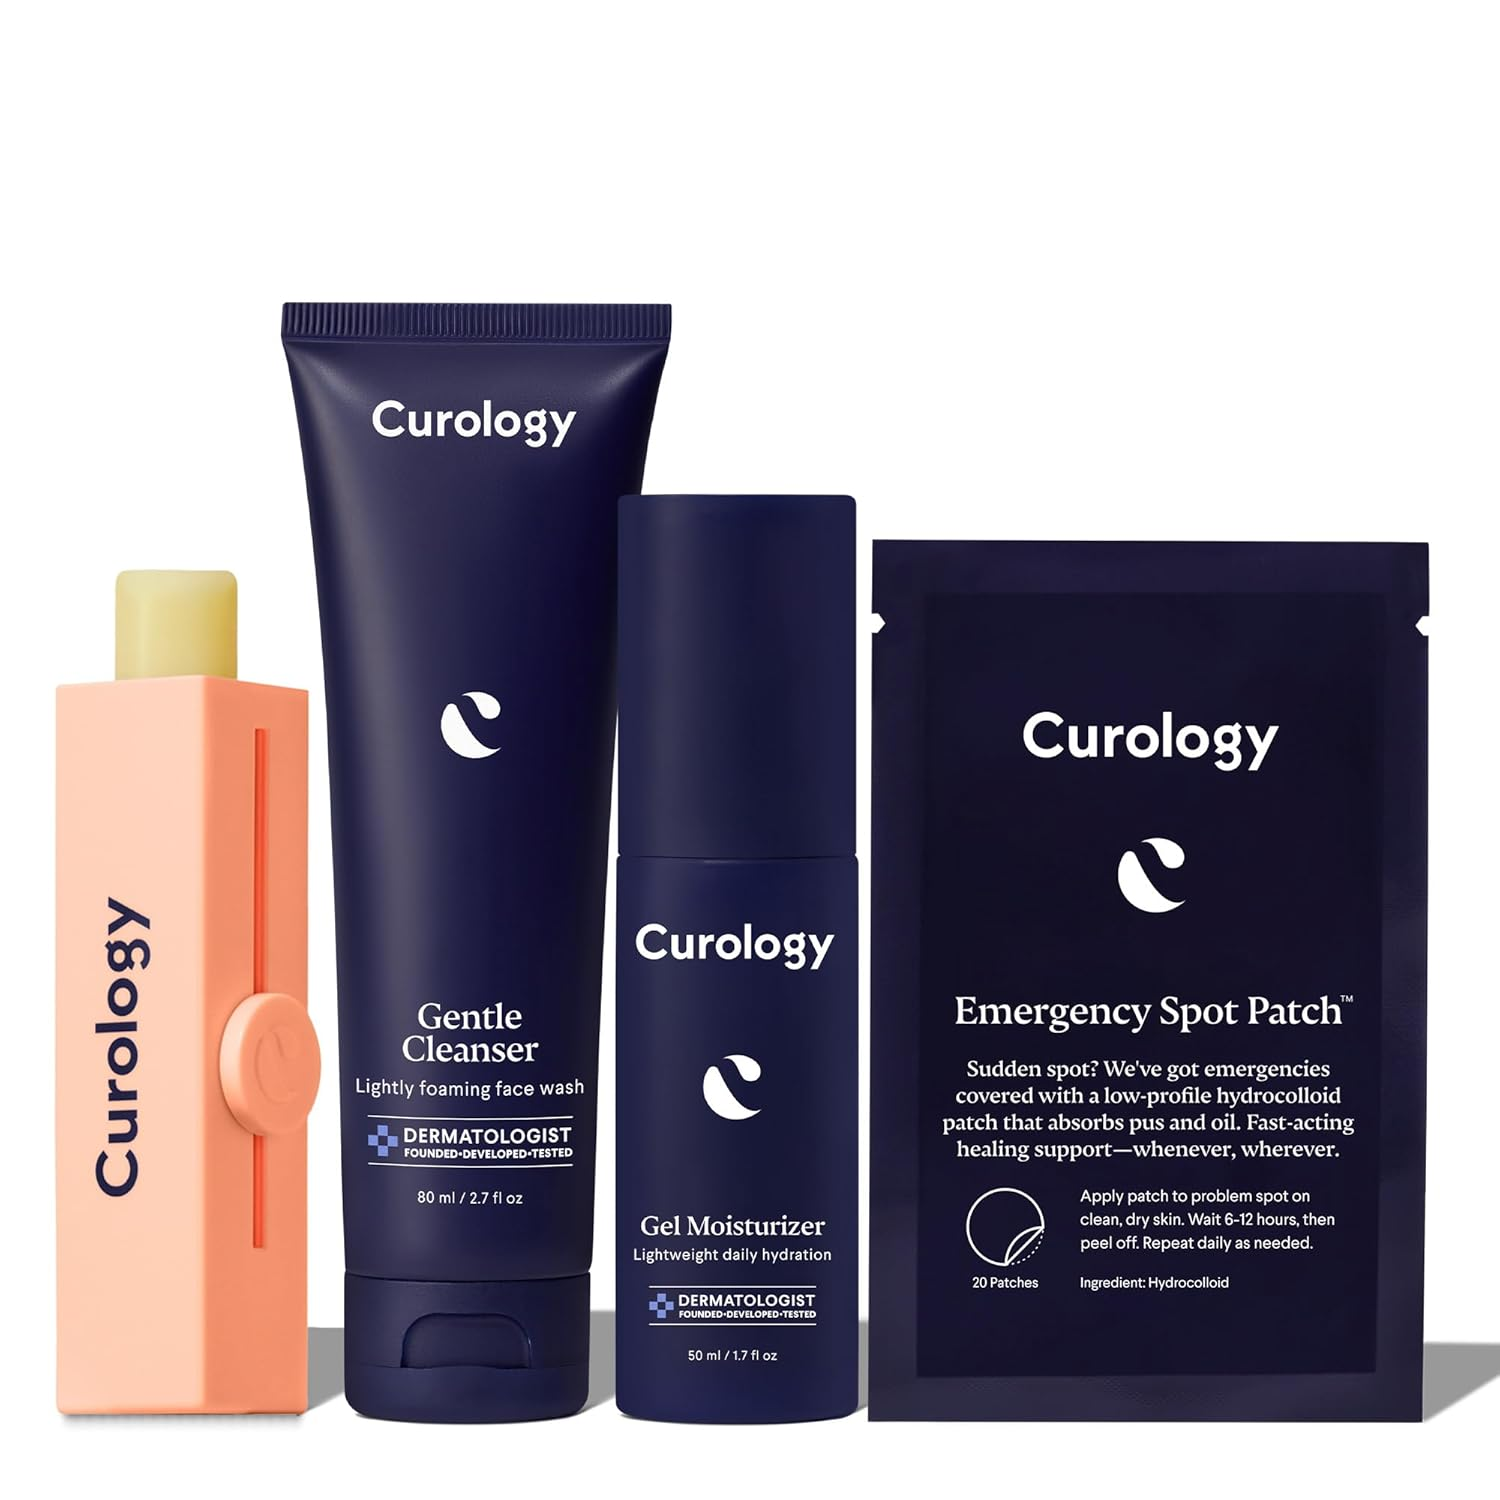 Curology
Curology
Gentle
Cleanser
Lightly foaming face wash
DERMATOLOGIST
FOUNDED•DEVELOPED•TESTED
80 ml / 2.7 fl oz
Curology
Gel Moisturizer
Lightweight daily hydration
DERMATOLOGIST
FOUNDED•DEVELOPED•TESTED
50 ml / 1.7 fl oz
Curology
Emergency Spot Patch™
Sudden spot? We've got emergencies
covered with a low-profile hydrocolloid
patch that absorbs pus and oil. Fast-acting
healing support—whenever, wherever.
20 Patches
Apply patch to problem spot on
clean, dry skin. Wait 6-12 hours, then
peel off. Repeat daily as needed.
Ingredient: Hydrocolloid